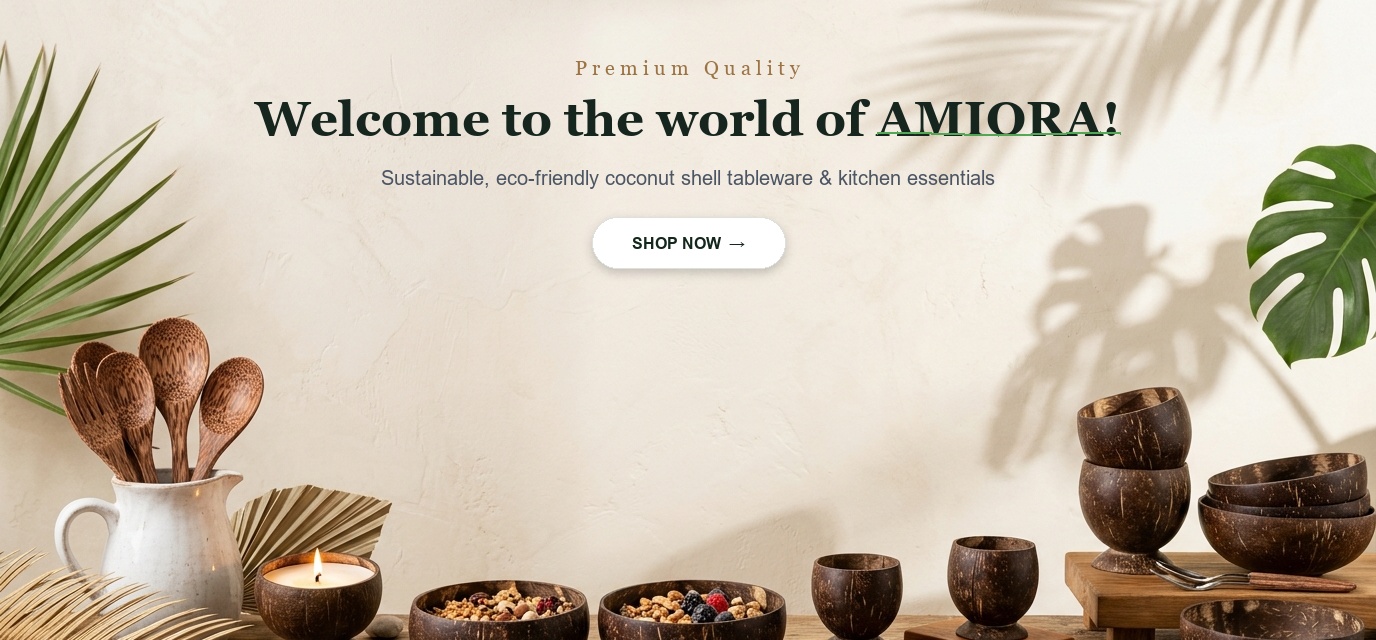 Premium Quality
Welcome to the world of AMIORA!
Sustainable, eco-friendly coconut shell tableware & kitchen essentials
SHOP NOW →